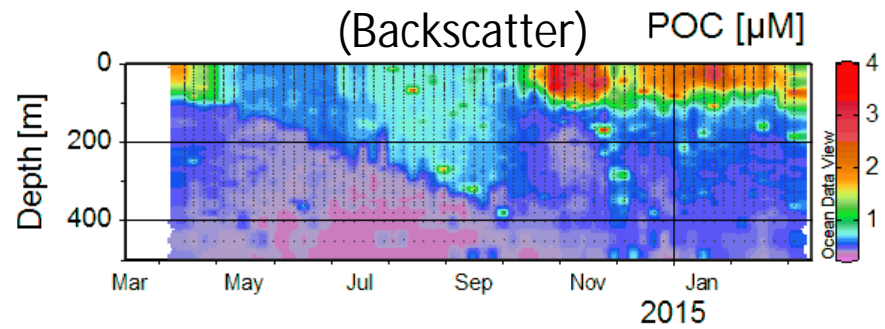 (Backscatter) POC [µM]
Depth [m]
0
200
400
Mar May Jul Sep Nov Jan
2015
4
3
2
1
Ocean Data View